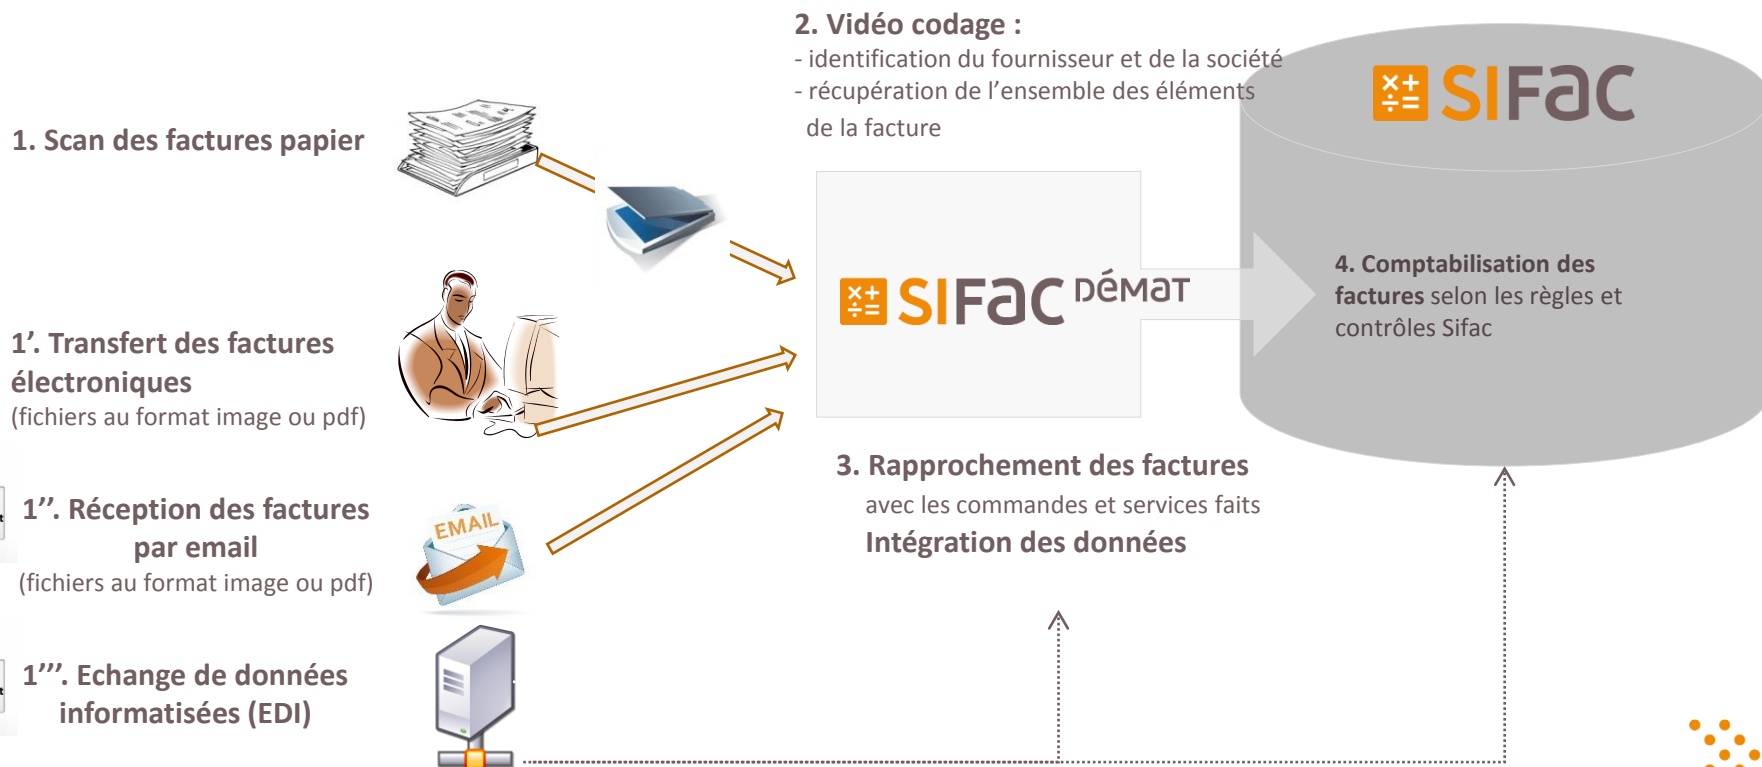 1. Scan des factures papier
1'. Transfert des factures
électroniques
(fichiers au format image ou pdf)
1''. Réception des factures
par email
(fichiers au format image ou pdf)
1'''. Echange de données
informatisées (EDI)
EMAIL
2. Vidéo codage :
- identification du fournisseur et de la société
- récupération de l'ensemble des éléments
de la facture
SIFAC DÉMAT
3. Rapprochement des factures
avec les commandes et services faits
Intégration des données
SIFAC
4. Comptabilisation des
factures selon les règles et
contrôles Sifac